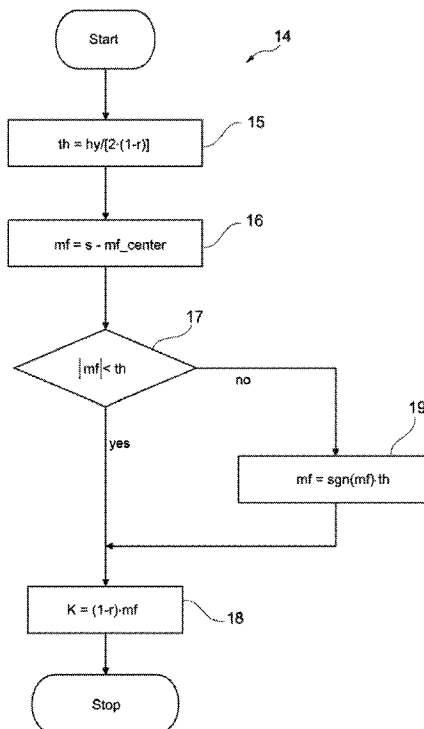 Start
14
th = hy/[2·(1-r)]
15
mf = s - mf_center
16
17
|mf|< th
no
yes
19
mf = sgn(mf)·th
K = (1-r)·mf
18
Stop